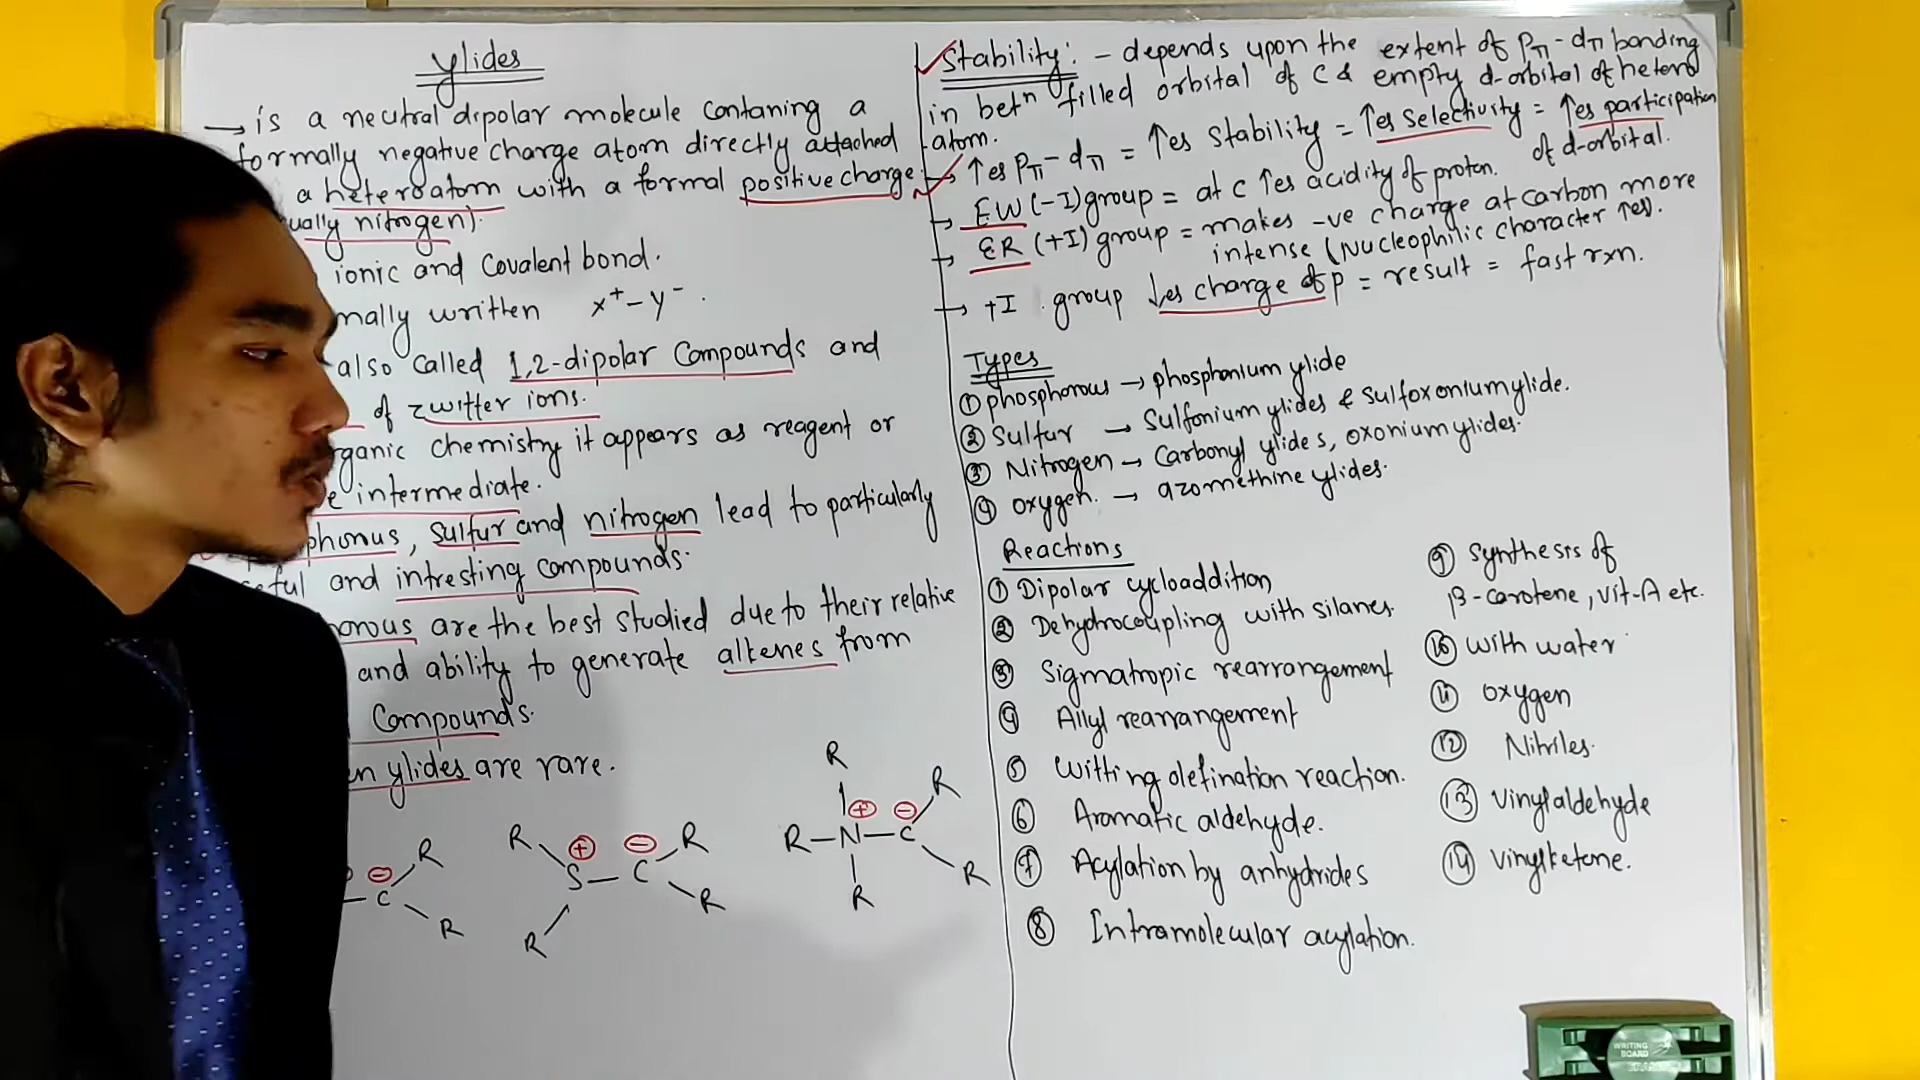 ylides
→ is a neutral dipolar molecule containing a
formally negative charge atom directly attached
a heteroatom with a formal positive charge
ually nitrogen).
ionic and covalent bond.
mally written x⁺-y⁻.
also called 1,2-dipolar compounds and
of zwitter ions.
rganic chemistry it appears as reagent or
e intermediate.
phorus, sulfur and nitrogen lead to particularly
eful and intresting compounds.
orous are the best studied due to their relative
and ability to generate alkenes from
Compounds.
en ylides are rare.
⊖ C R R
R R S ⊕ C ⊖ R R
R R R N ⊕ C ⊖ R R
✓ Stability: - depends upon the extent of Pπ-dπ bonding
in betⁿ filled orbital of C & empty d-orbital of hetero
atom.
→ ↑es Pπ-dπ = ↑es stability = ↑es selectivity = ↑es participation
of d-orbital.
→ EW(-I)group = at C ↑es acidity of proton.
→ ER (+I) group = makes -ve charge at carbon more
intense (Nucleophilic character ↑es).
→ +I group ↓es charge of p = result = fast rxn.
Types
① phosphorous → phosphonium ylide
② Sulfur → Sulfonium ylides & Sulfoxonium ylide.
③ Nitrogen → Carbonyl ylides, oxonium ylides.
④ oxygen. → azomethine ylides.
Reactions
① Dipolar cycloaddition
② Dehydrocoupling with silanes.
③ Sigmatropic rearrangement
④ Allyl rearrangement
⑤ Witting olefination reaction.
⑥ Aromatic aldehyde.
⑦ Acylation by anhydrides
⑧ Intramolecular acylation.
⑨ Synthesis of
β-carotene, Vit-A etc.
⑩ with water
⑪ oxygen
⑫ Nitriles.
⑬ Vinylaldehyde
⑭ Vinylketone.
WRITING
BOARD